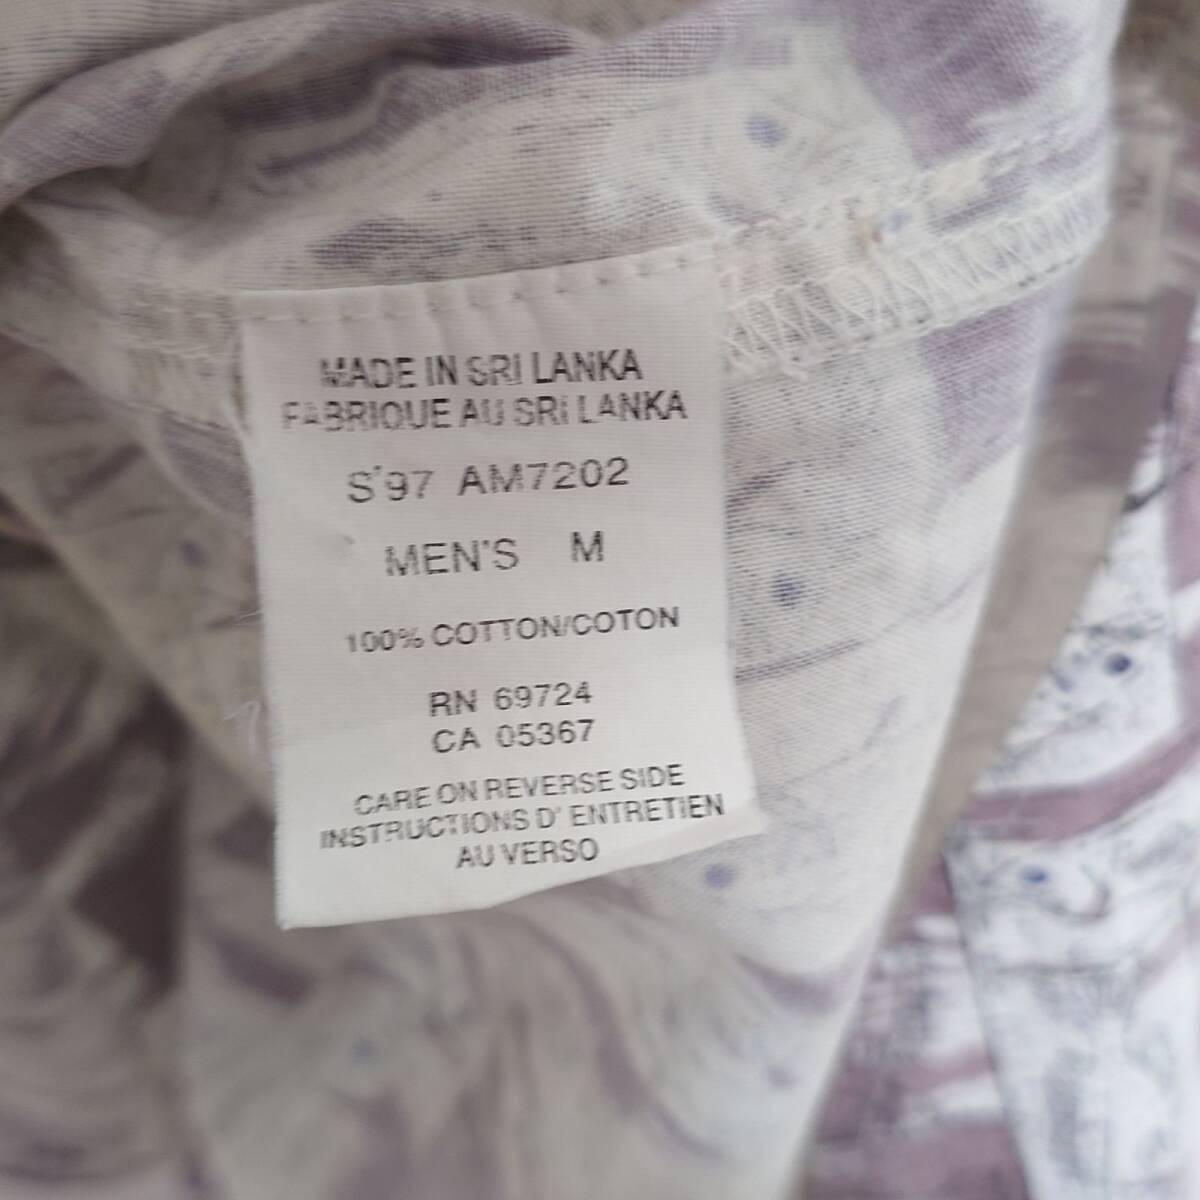 MADE IN SRI LANKA
FABRIQUE AU SRI LANKA
S'97 AM7202
MEN'S M
100% COTTON/COTON
RN 69724
CA 05367
CARE ON REVERSE SIDE
INSTRUCTIONS D' ENTRETIEN
AU VERSO